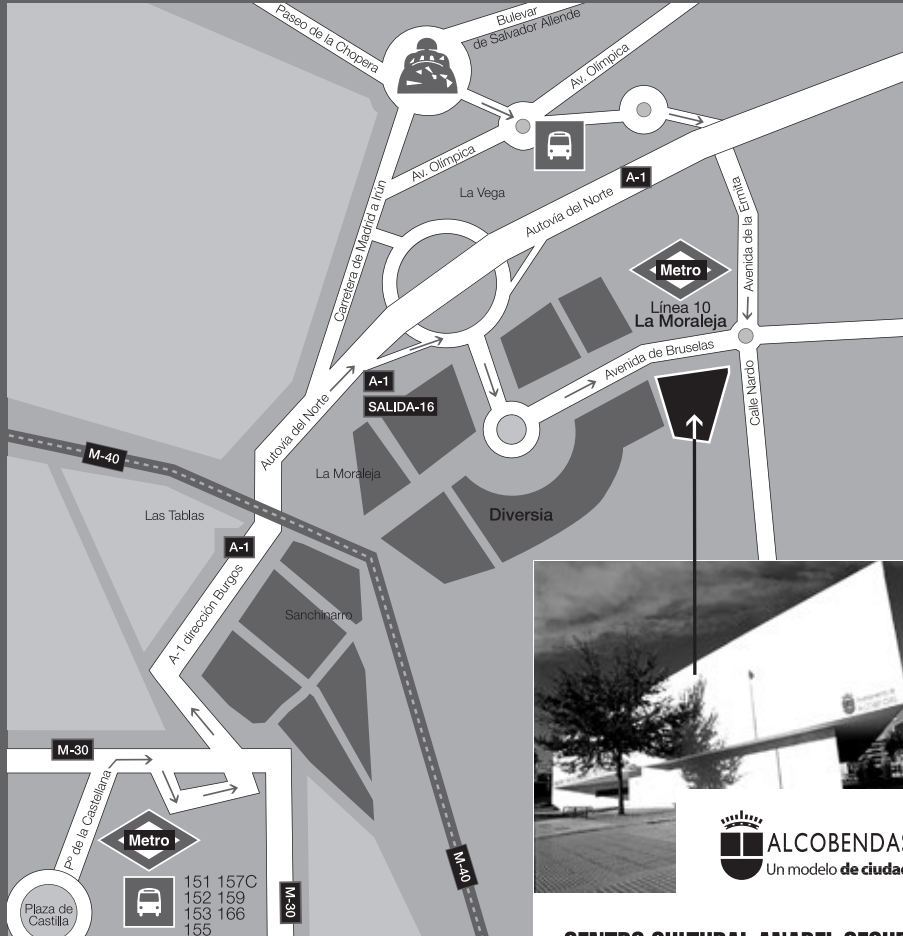 Paseo de la Chopera
Bulevar
de Salvador Allende
Av. Olímpica
Av. Olímpica
La Vega
A-1
Autovía del Norte
Carretera de Madrid a Irún
Avenida de la Ermita
Metro
Línea 10
La Moraleja
Avenida de Bruselas
A-1
SALIDA-16
Autovía del Norte
Calle Nardo
M-40
La Moraleja
Las Tablas
Diversia
A-1
A-1 dirección Burgos
Sanchinarro
M-30
Pº de la Castellana
Metro
151 157C
152 159
153 166
155
Plaza de
Castilla
M-30
M-40
ALCOBENDAS
Un modelo de ciudad
CENTRO CULTURAL ANABEL SEGU